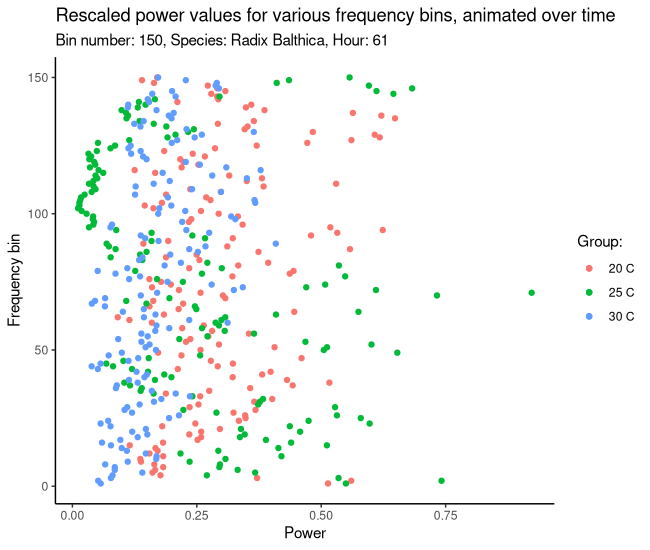 Rescaled power values for various frequency bins, animated over time
Bin number: 150, Species: Radix Balthica, Hour: 61
150
100
50
0
Frequency bin
0.00
0.25
0.50
0.75
Power
Group:
20 C
25 C
30 C